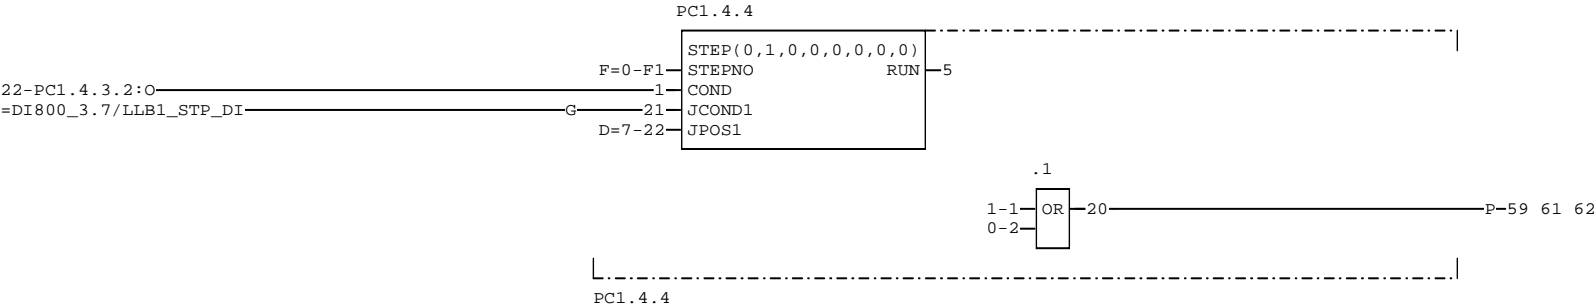 PC1.4.4
STEP(0,1,0,0,0,0,0,0)
F=0-F1 STEPNO RUN 5
22-PC1.4.3.2:O 1 COND
=DI800_3.7/LLB1_STP_DI G 21 JCOND1
D=7-22 JPOS1
.1
1-1 OR 20 P-59 61 62
0-2
PC1.4.4